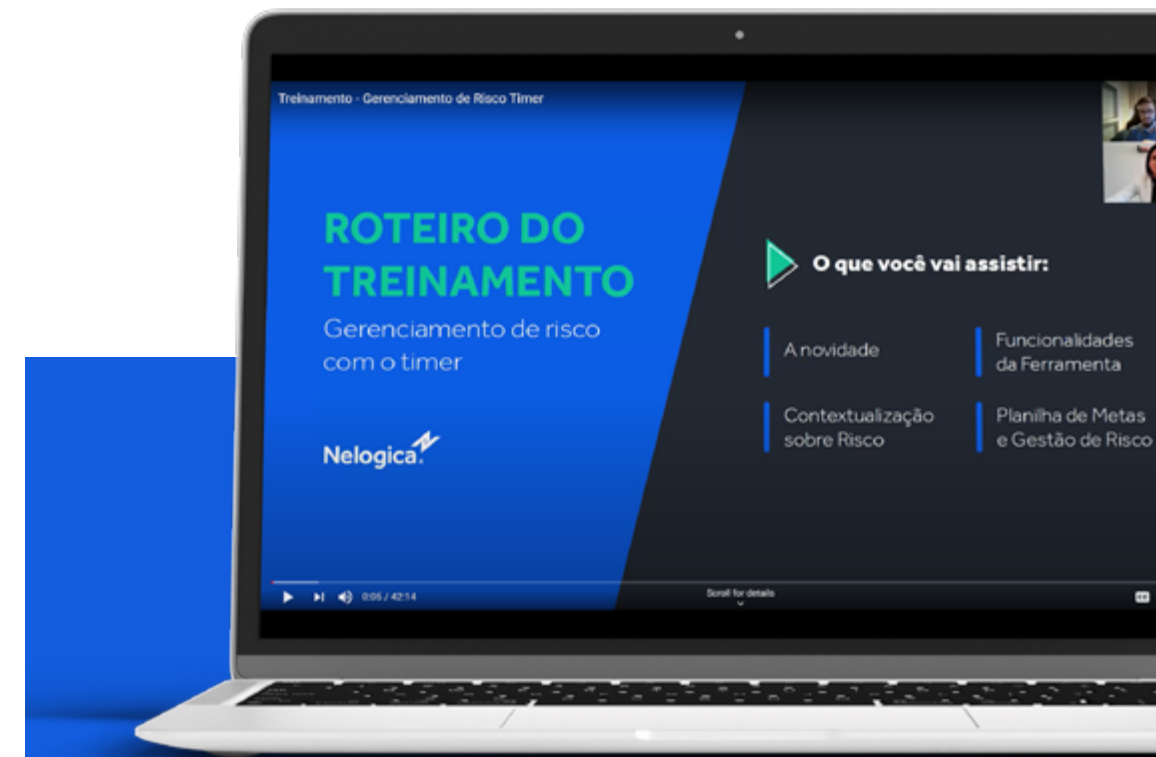 Treinamento - Gerenciamento de Risco Timer
ROTEIRO DO
TREINAMENTO
Gerenciamento de risco
com o timer
Nelogica.
O que você vai assistir:
A novidade
Funcionalidades
da Ferramenta
Contextualização
sobre Risco
Planilha de Metas
e Gestão de Risco
0:05 / 42:14
Scroll for details
CC